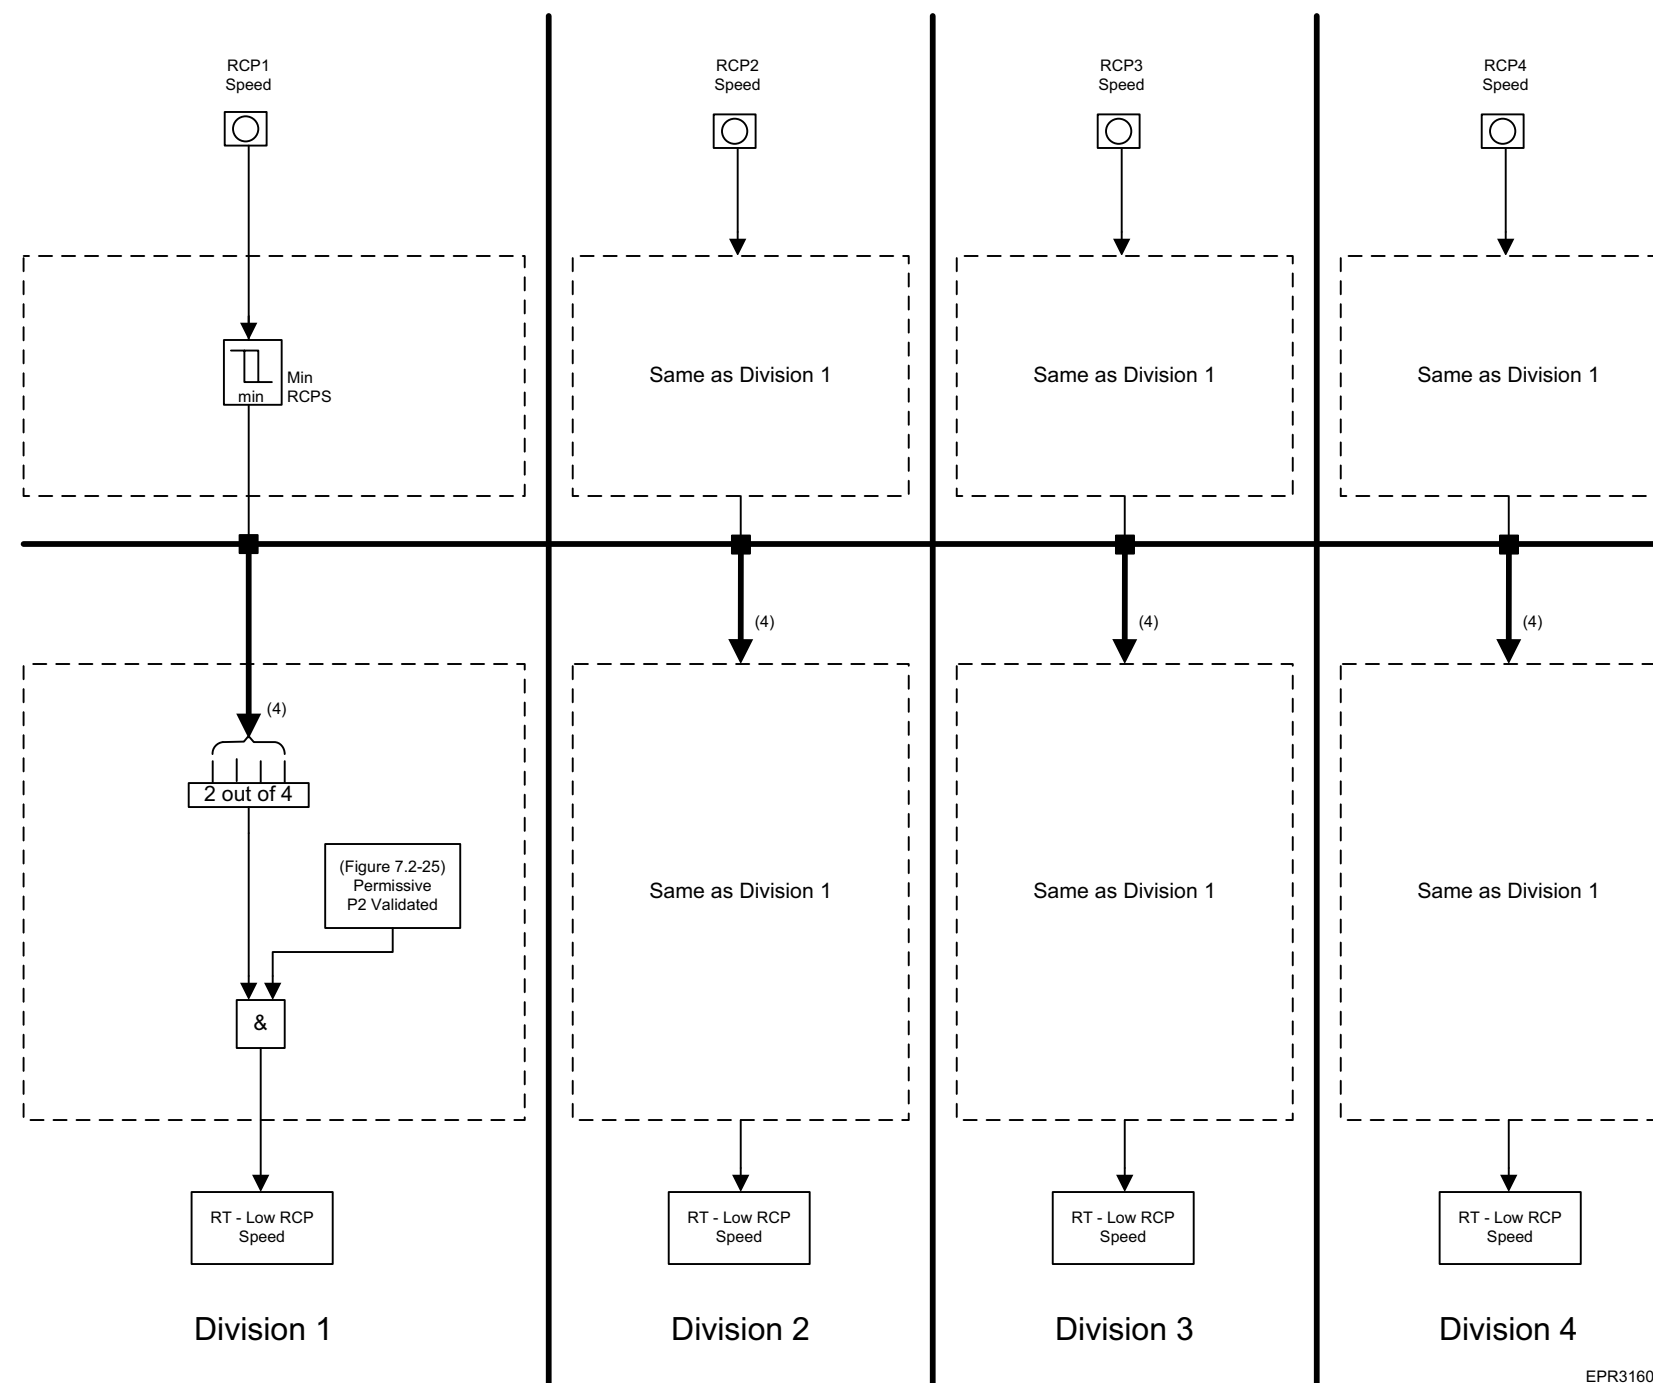 RCP1
Speed
RCP2
Speed
RCP3
Speed
RCP4
Speed
min
Min
RCPS
Same as Division 1
Same as Division 1
Same as Division 1
(4)
(4)
(4)
(4)
2 out of 4
(Figure 7.2-25)
Permissive
P2 Validated
&
Same as Division 1
Same as Division 1
Same as Division 1
RT - Low RCP
Speed
RT - Low RCP
Speed
RT - Low RCP
Speed
RT - Low RCP
Speed
Division 1
Division 2
Division 3
Division 4
EPR3160